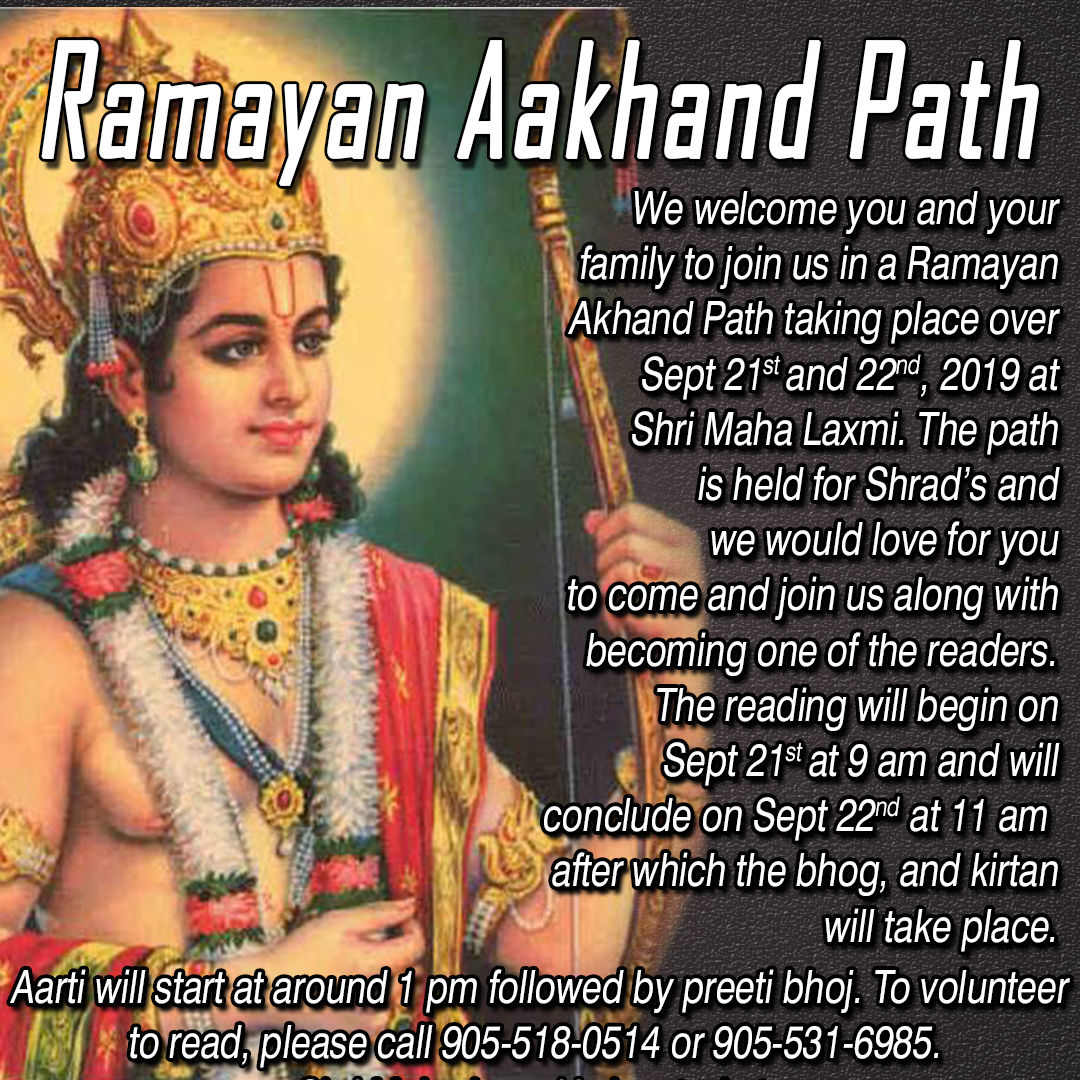 Ramayan Aakhand Path
We welcome you and your
family to join us in a Ramayan
Akhand Path taking place over
Sept 21st and 22nd, 2019 at
Shri Maha Laxmi. The path
is held for Shrad's and
we would love for you
to come and join us along with
becoming one of the readers.
The reading will begin on
Sept 21st at 9 am and will
conclude on Sept 22nd at 11 am
after which the bhog, and kirtan
will take place.
Aarti will start at around 1 pm followed by preeti bhoj. To volunteer
to read, please call 905-518-0514 or 905-531-6985.